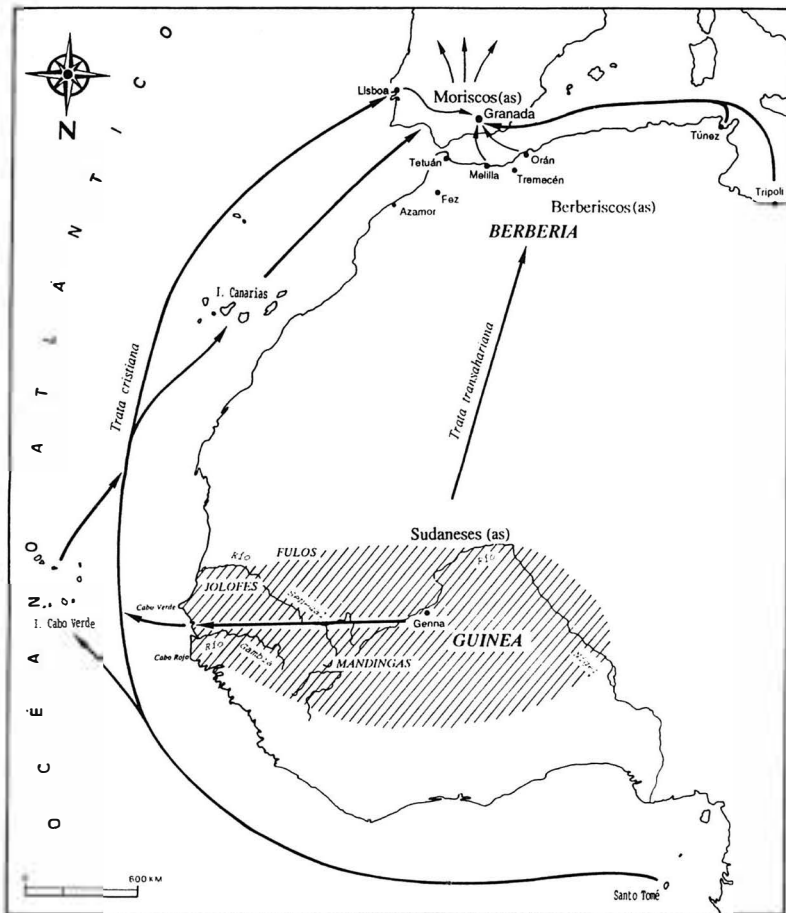 OCÉANO ATLÁNTICO
N
Lisboa
Moriscos(as)
Granada
Túnez
Tetuán
Melilla
Orán
Tremecén
Trípoli
Fez
Azamor
Berberiscos(as)
BERBERIA
I. Canarias
Trata cristiana
Trata transahariana
Sudaneses (as)
Río
FULOS
Río
JOLOFES
Cabo Verde
I. Cabo Verde
Genna
GUINEA
Río Gambia
Cabo Rojo
MANDINGAS
600 KM
Santo Tomé